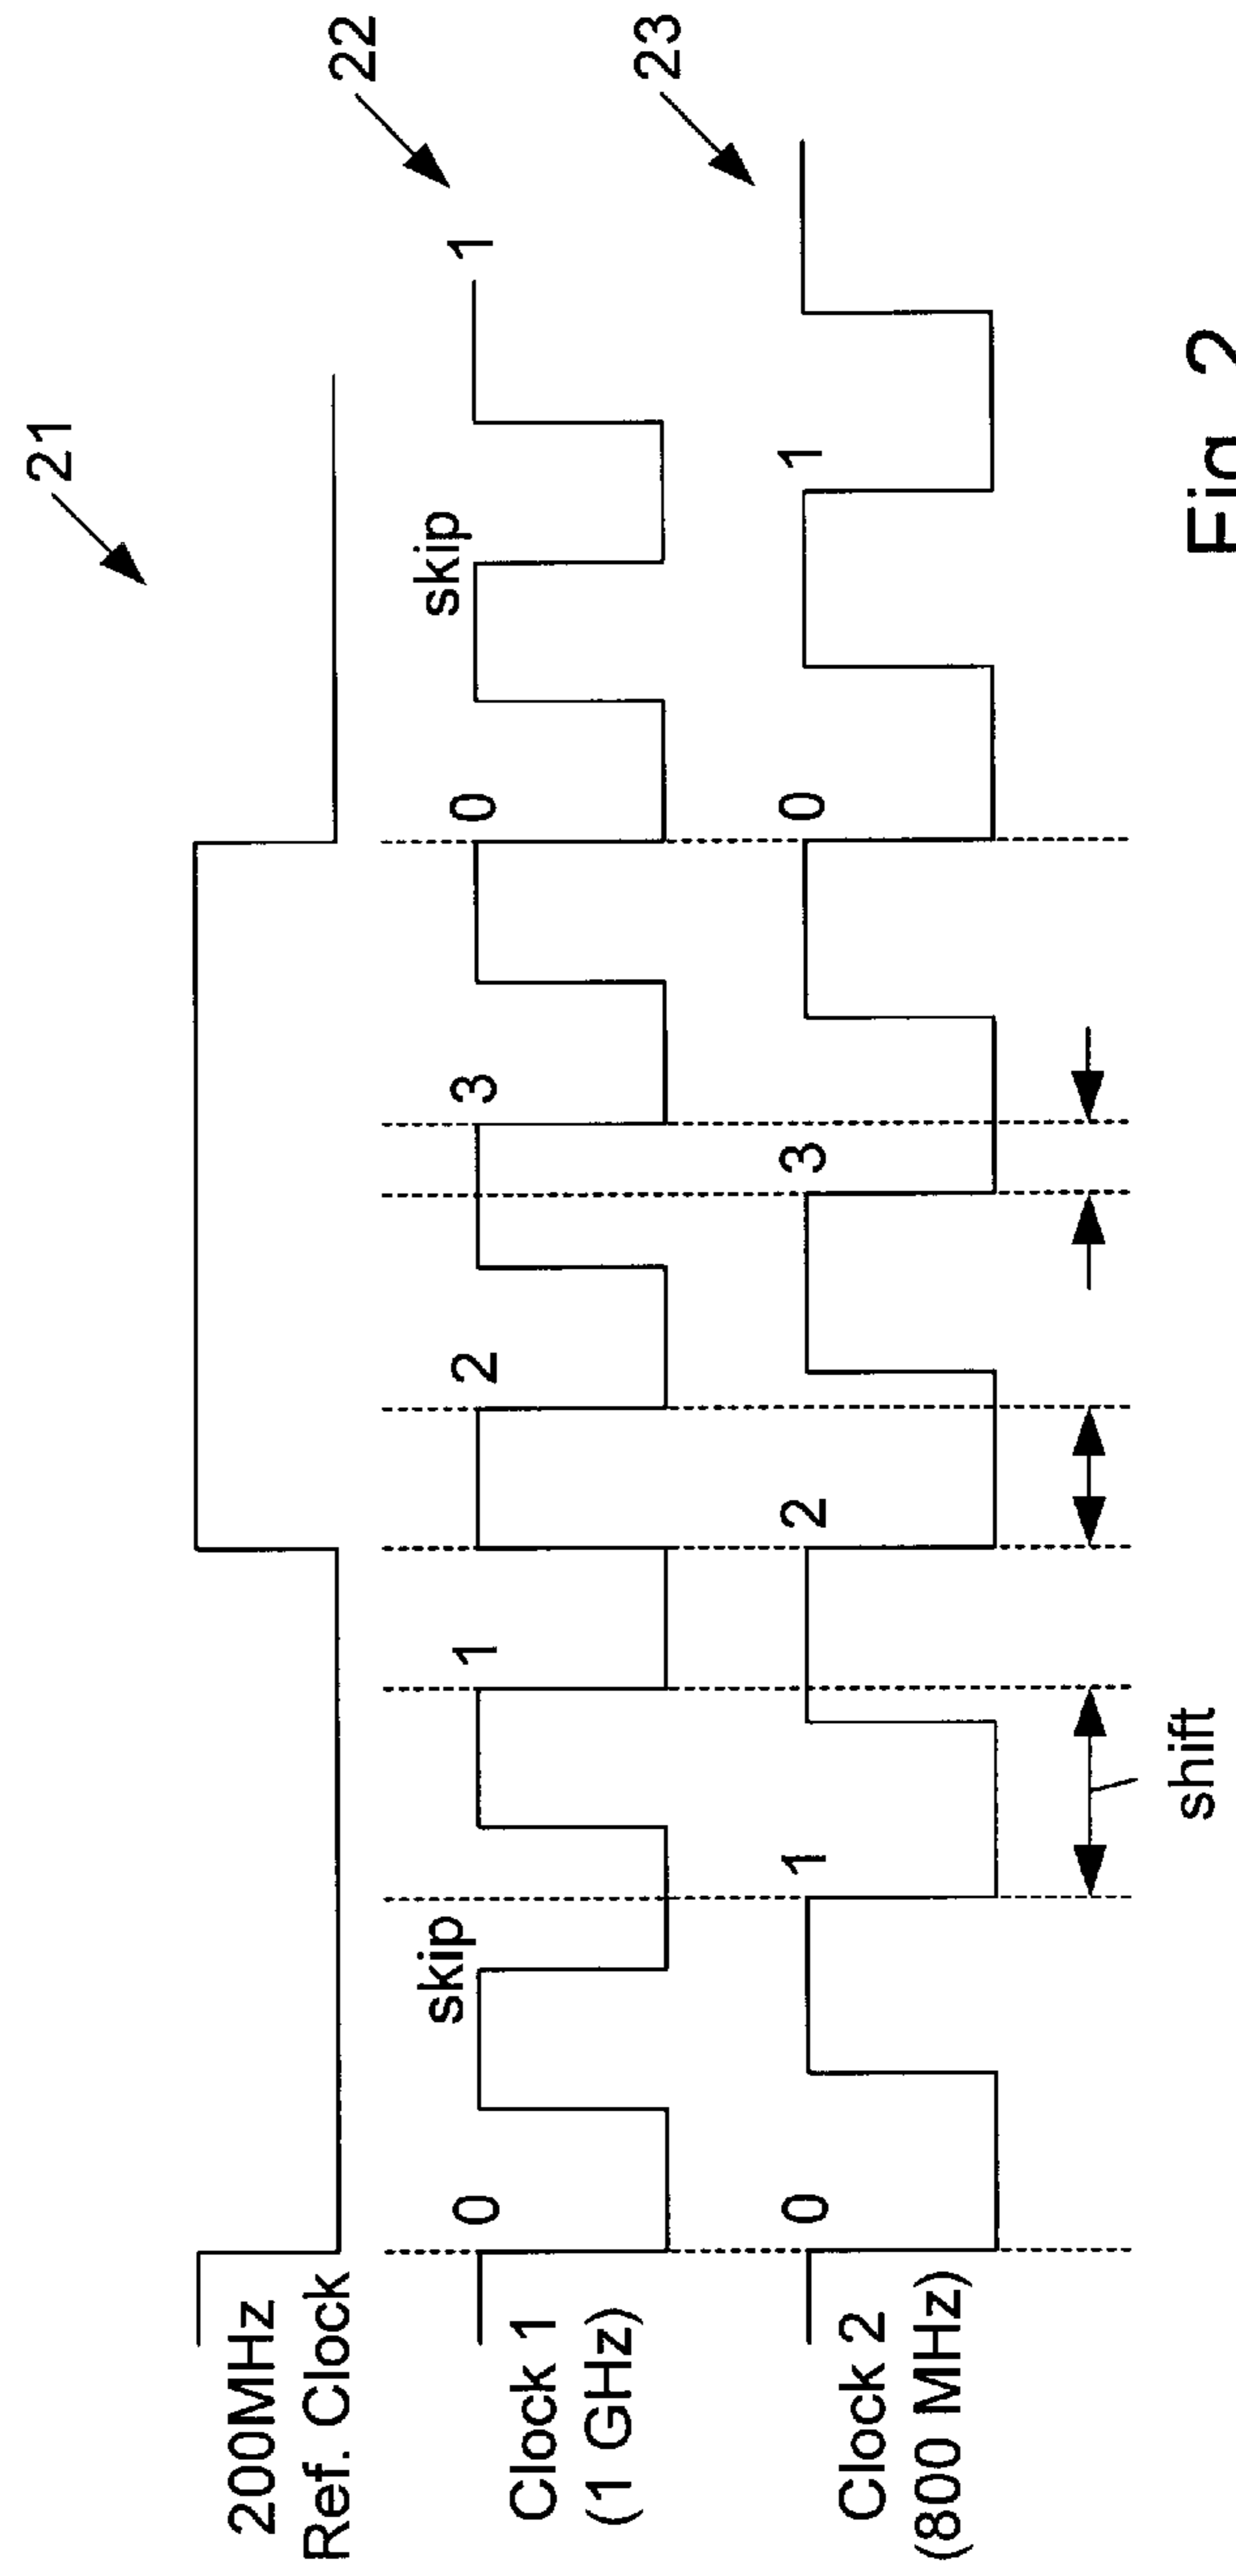 21
200MHz
Ref. Clock
22
skip
skip
0
1
2
3
0
1
Clock 1
(1 GHz)
23
0
1
2
3
0
1
Clock 2
(800 MHz)
shift
Fig. 2